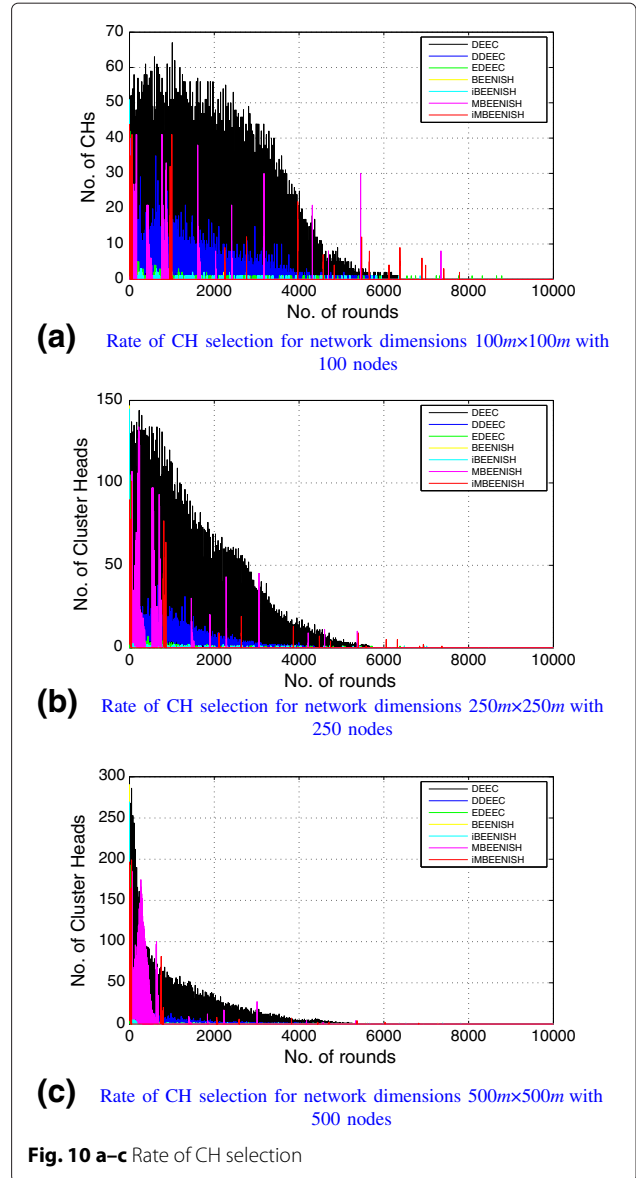 70
60
50
40
30
20
10
0
No. of CHs
DEEC
DDEEC
EDEEC
BEENISH
iBEENISH
MBEENISH
iMBEENISH
0 2000 4000 6000 8000 10000
No. of rounds
(a) Rate of CH selection for network dimensions 100m×100m with
100 nodes
150
100
50
0
No. of Cluster Heads
DEEC
DDEEC
EDEEC
BEENISH
iBEENISH
MBEENISH
iMBEENISH
0 2000 4000 6000 8000 10000
No. of rounds
(b) Rate of CH selection for network dimensions 250m×250m with
250 nodes
300
250
200
150
100
50
0
No. of Cluster Heads
DEEC
DDEEC
EDEEC
BEENISH
iBEENISH
MBEENISH
iMBEENISH
0 2000 4000 6000 8000 10000
No. of rounds
(c) Rate of CH selection for network dimensions 500m×500m with
500 nodes
Fig. 10 a–c Rate of CH selection